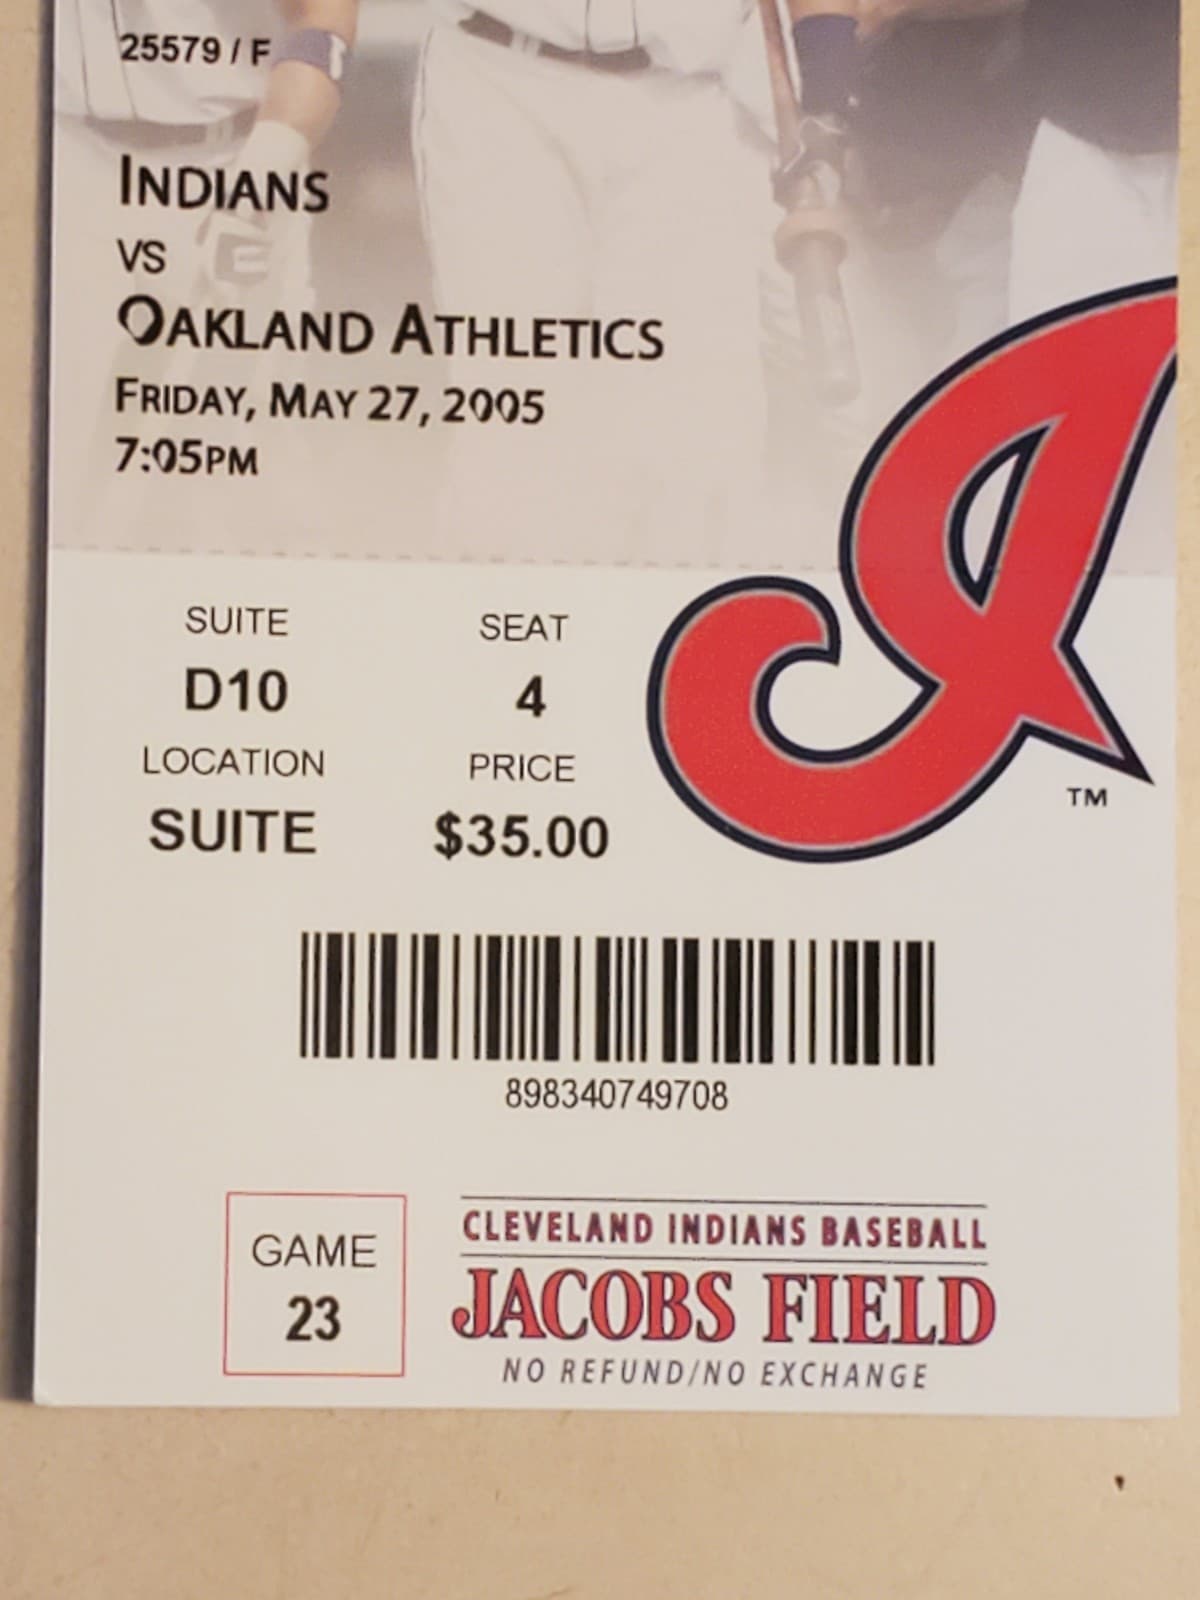 25579 / F
INDIANS
VS
OAKLAND ATHLETICS
FRIDAY, MAY 27, 2005
7:05PM
SUITE SEAT
D10 4
LOCATION PRICE
SUITE $35.00
TM
898340749708
GAME
23
CLEVELAND INDIANS BASEBALL
JACOBS FIELD
NO REFUND/NO EXCHANGE